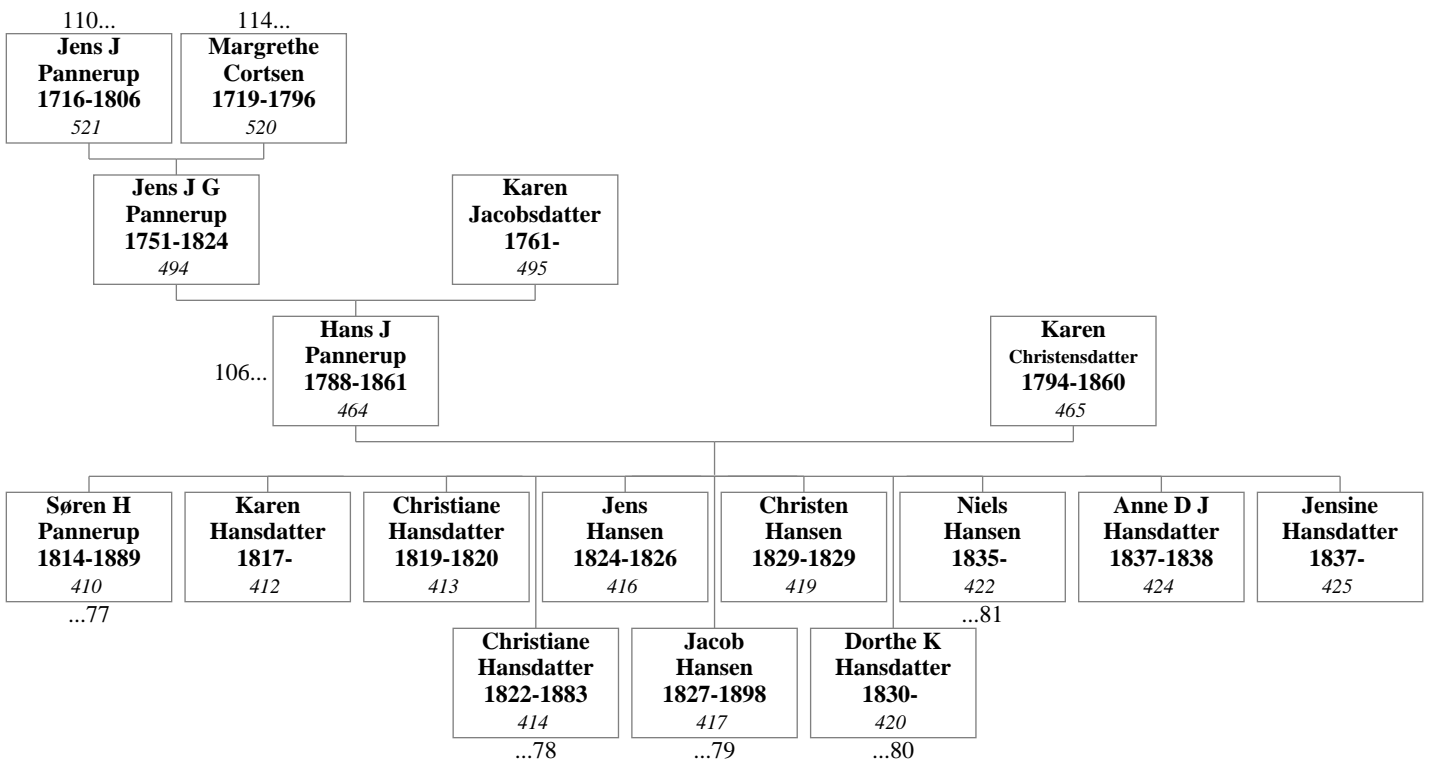 110...
Jens J
Pannerup
1716-1806
521
114...
Margrethe
Cortsen
1719-1796
520
Jens J G
Pannerup
1751-1824
494
Karen
Jacobsdatter
1761-
495
106...
Hans J
Pannerup
1788-1861
464
Karen
Christensdatter
1794-1860
465
Søren H
Pannerup
1814-1889
410
...77
Karen
Hansdatter
1817-
412
Christiane
Hansdatter
1819-1820
413
Jens
Hansen
1824-1826
416
Christen
Hansen
1829-1829
419
Niels
Hansen
1835-
422
...81
Anne D J
Hansdatter
1837-1838
424
Jensine
Hansdatter
1837-
425
Christiane
Hansdatter
1822-1883
414
...78
Jacob
Hansen
1827-1898
417
...79
Dorthe K
Hansdatter
1830-
420
...80